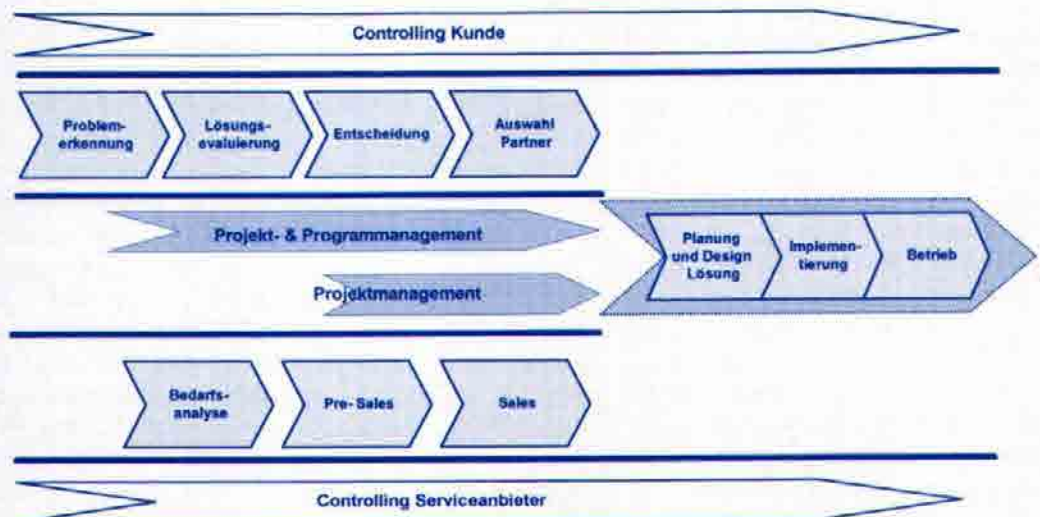 Controlling Kunde
Problem-
erkennung
Lösungs-
evaluierung
Entscheidung
Auswahl
Partner
Projekt- & Programmanagement
Planung
und Design
Lösung
Implemen-
tierung
Betrieb
Projektmanagement
Bedarfs-
analyse
Pre- Sales
Sales
Controlling Serviceanbieter